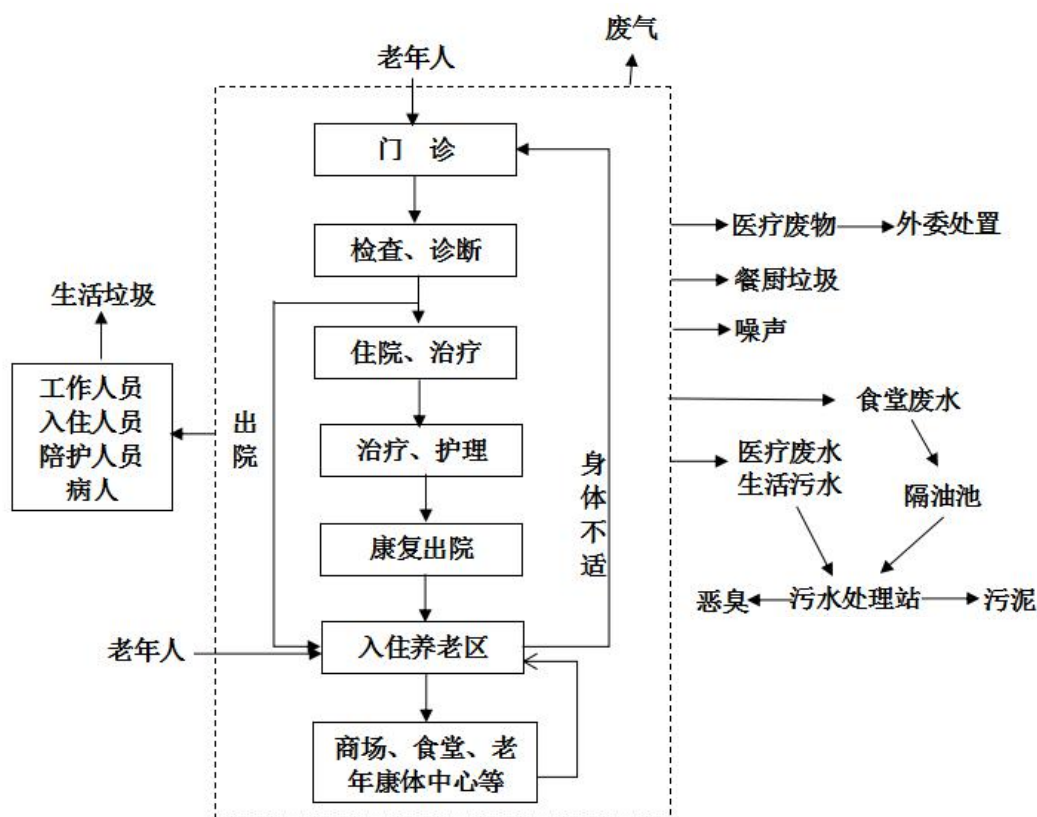 废气
老年人
门 诊
检查、诊断
住院、治疗
治疗、护理
康复出院
入住养老区
商场、食堂、老
年康体中心等
出
院
身
体
不
适
老年人
生活垃圾
工作人员
入住人员
陪护人员
病人
医疗废物
外委处置
餐厨垃圾
噪声
食堂废水
医疗废水
生活污水
隔油池
恶臭
污水处理站
污泥